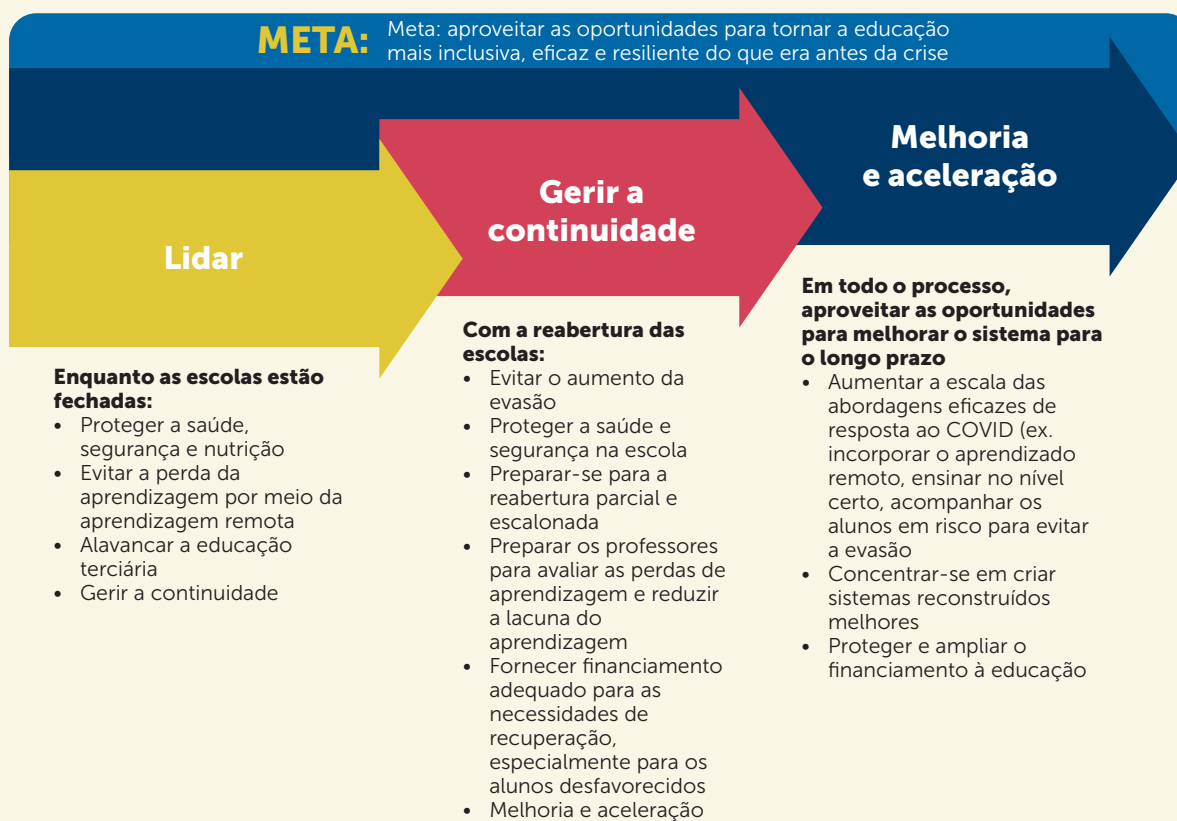 META:
Meta: aproveitar as oportunidades para tornar a educação
mais inclusiva, eficaz e resiliente do que era antes da crise
Lidar
Enquanto as escolas estão
fechadas:
• Proteger a saúde,
segurança e nutrição
• Evitar a perda da
aprendizagem por meio da
aprendizagem remota
• Alavancar a educação
terciária
• Gerir a continuidade
Gerir a
continuidade
Com a reabertura das
escolas:
• Evitar o aumento da
evasão
• Proteger a saúde e
segurança na escola
• Preparar-se para a
reabertura parcial e
escalonada
• Preparar os professores
para avaliar as perdas de
aprendizagem e reduzir
a lacuna do
aprendizagem
• Fornecer financiamento
adequado para as
necessidades de
recuperação,
especialmente para os
alunos desfavorecidos
• Melhoria e aceleração
Melhoria
e aceleração
Em todo o processo,
aproveitar as oportunidades
para melhorar o sistema para
o longo prazo
• Aumentar a escala das
abordagens eficazes de
resposta ao COVID (ex.
incorporar o aprendizado
remoto, ensinar no nível
certo, acompanhar os
alunos em risco para evitar
a evasão
• Concentrar-se em criar
sistemas reconstruídos
melhores
• Proteger e ampliar o
financiamento à educação